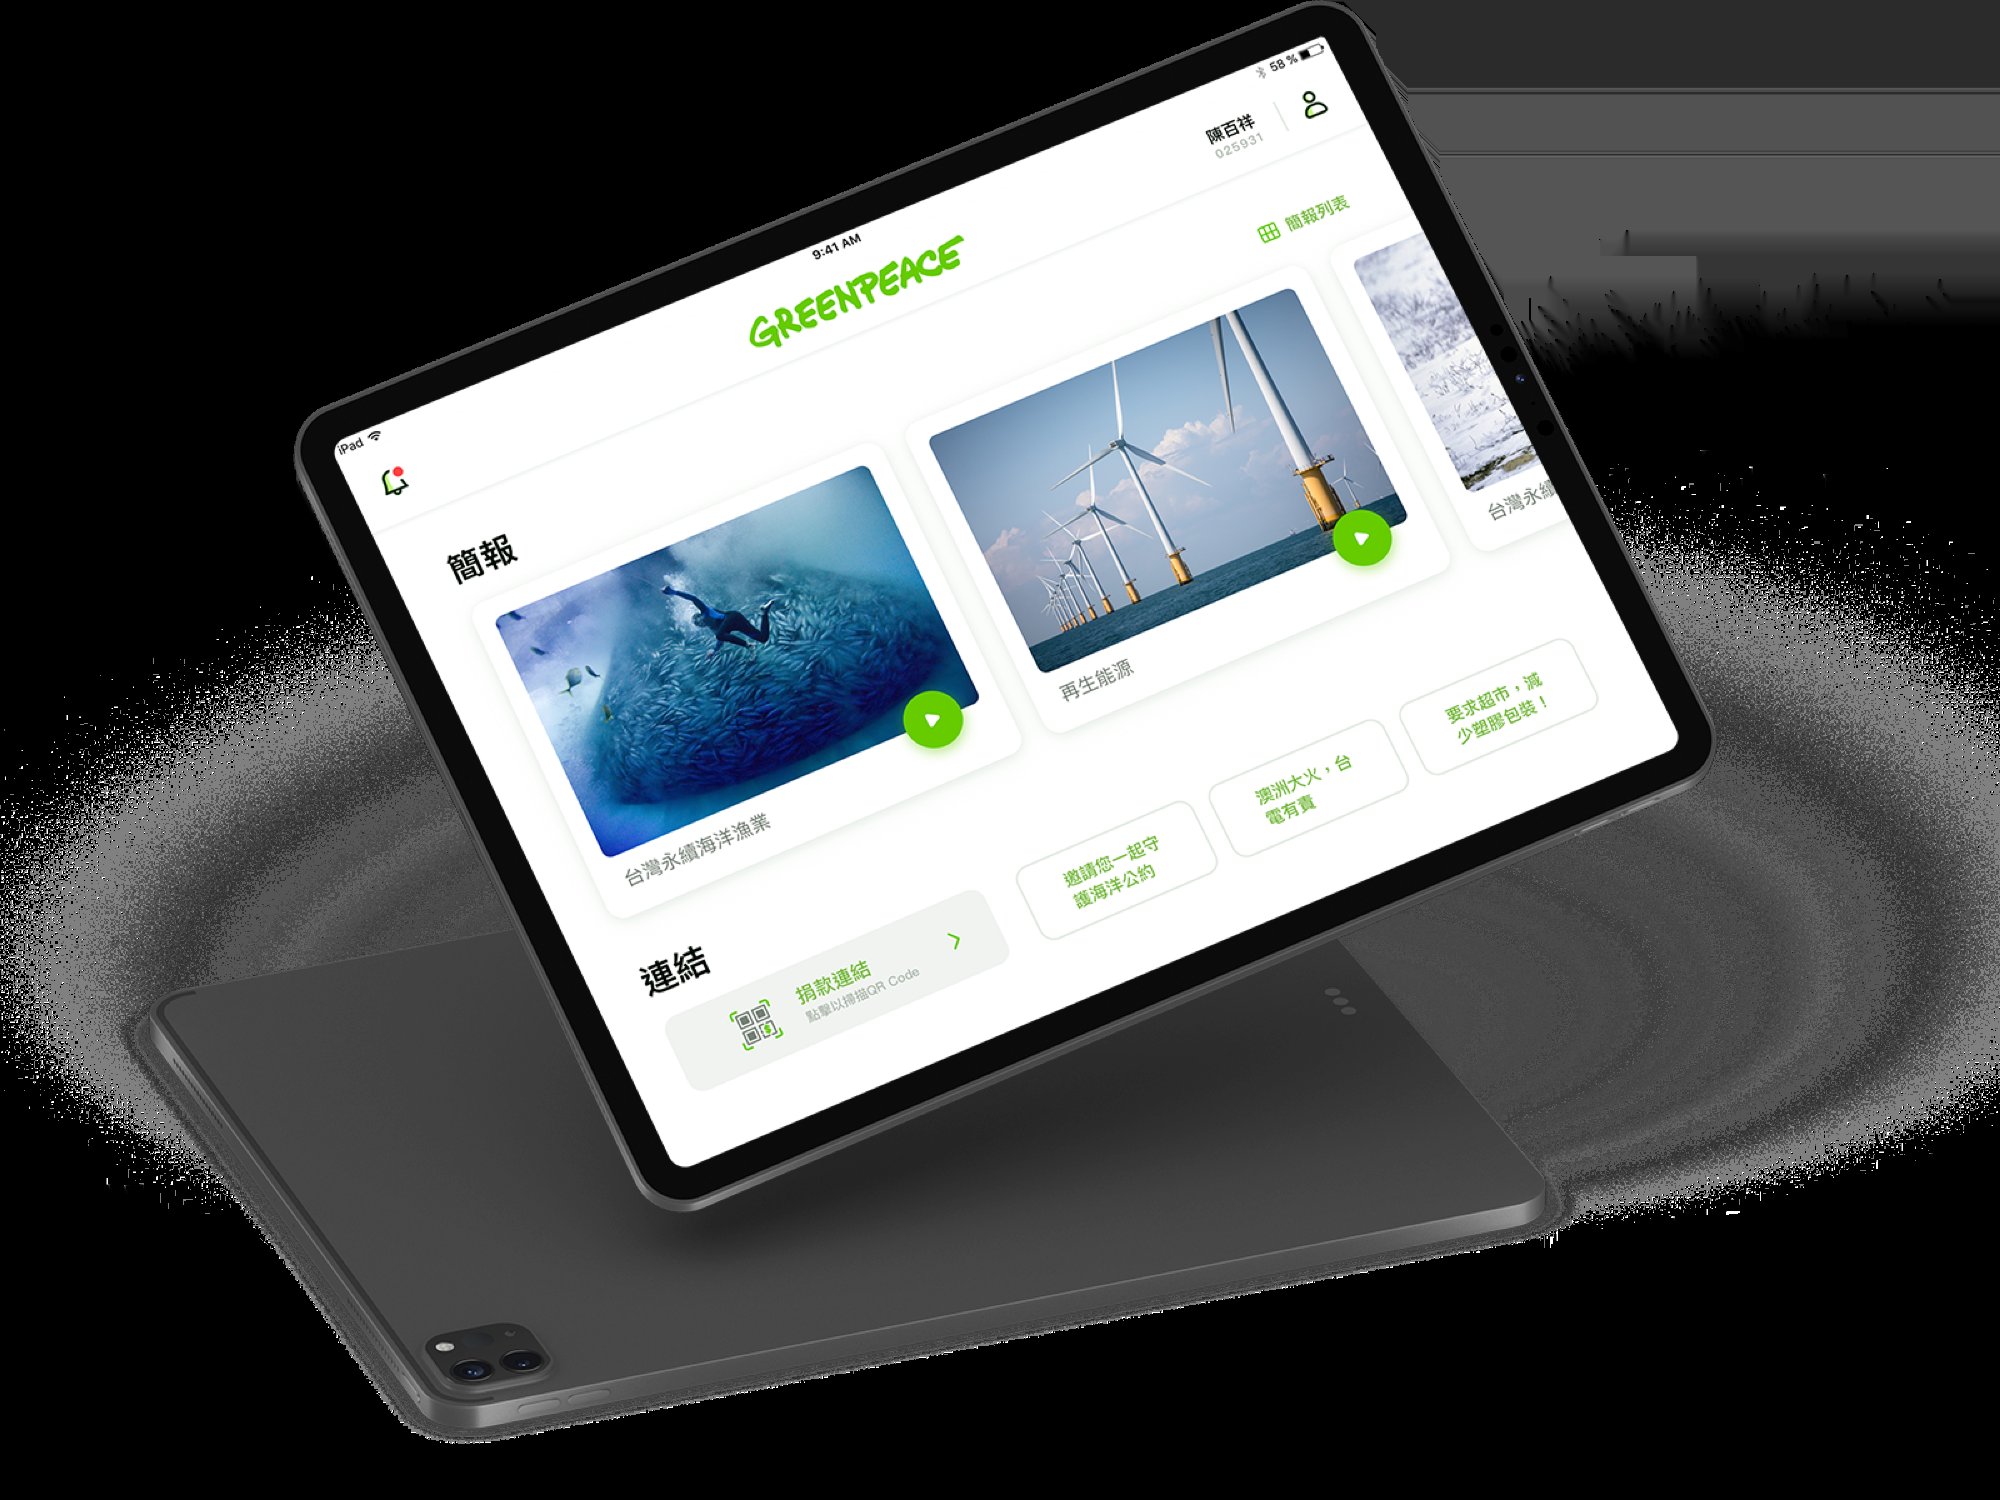 iPad
9:41 AM
58 %
GREENPEACE
陳百祥
025931
簡報
簡報列表
台灣永續海洋漁業
再生能源
台灣永續
連結
捐款連結
點擊以掃描QR Code
邀請您一起守
護海洋公約
澳洲大火，台
電有責
要求超市，減
少塑膠包裝！